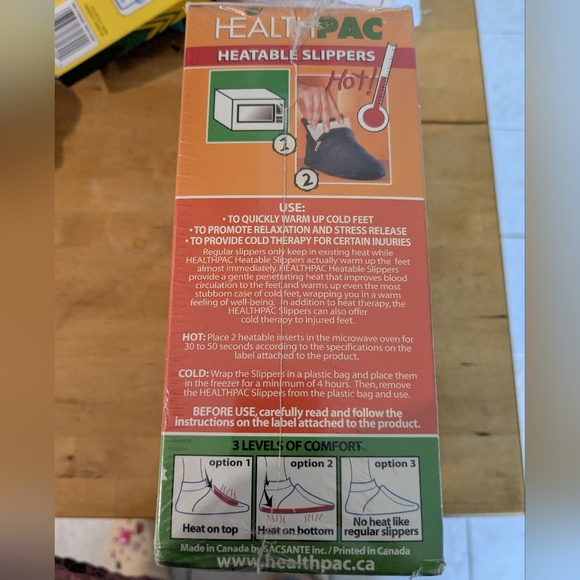 HEALTHPAC
HEATABLE SLIPPERS
Hot!
1
2
USE:
• TO QUICKLY WARM UP COLD FEET
• TO PROMOTE RELAXATION AND STRESS RELEASE
• TO PROVIDE COLD THERAPY FOR CERTAIN INJURIES
Regular slippers only keep in existing heat while
HEALTHPAC Heatable Slippers actually warm up the feet
almost immediately. HEALTHPAC Heatable Slippers
provide a gentle penetrating heat that improves blood
circulation to the feet and warms up even the most
stubborn case of cold feet, wrapping you in a warm
feeling of well-being. In addition to heat therapy, the
HEALTHPAC Slippers can also offer
cold therapy to injured feet.
HOT: Place 2 heatable inserts in the microwave oven for
30 to 50 seconds according to the specifications on the
label attached to the product.
COLD: Wrap the Slippers in a plastic bag and place them
in the freezer for a minimum of 4 hours. Then, remove
the HEALTHPAC Slippers from the plastic bag and use.
BEFORE USE, carefully read and follow the
instructions on the label attached to the product.
3 LEVELS OF COMFORT
option 1 option 2 option 3
Heat on top Heat on bottom No heat like
regular slippers
Made in Canada by SACSANTE inc. / Printed in Canada
www.healthpac.ca